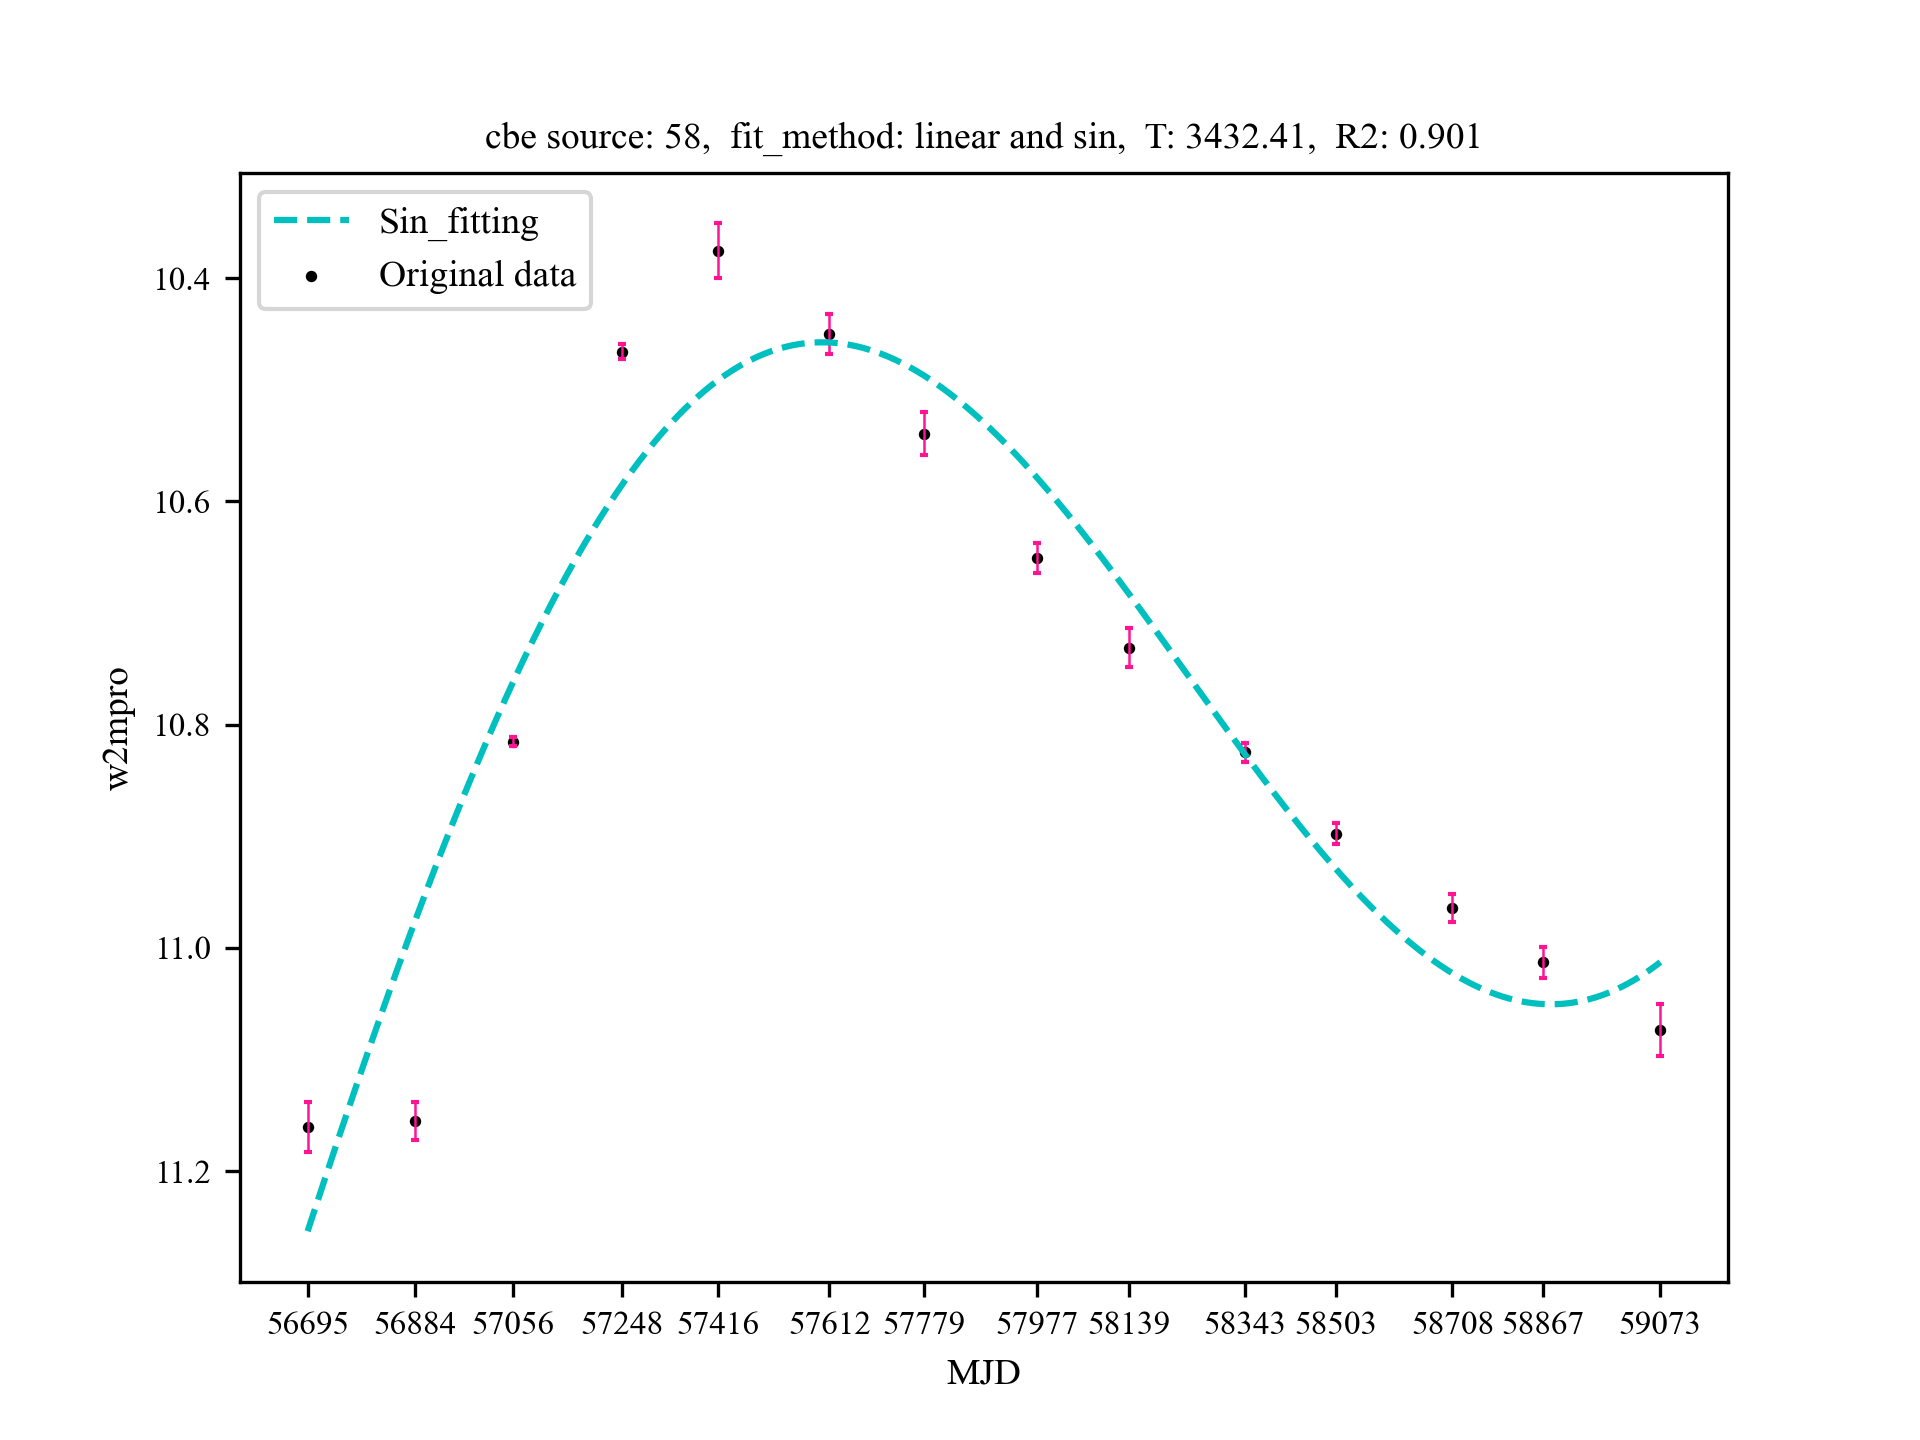 cbe source: 58,  fit_method: linear and sin,  T: 3432.41,  R2: 0.901
Sin_fitting
Original data
10.4
10.6
10.8
11.0
11.2
w2mpro
56695 56884 57056 57248 57416 57612 57779 57977 58139 58343 58503 58708 58867 59073
MJD